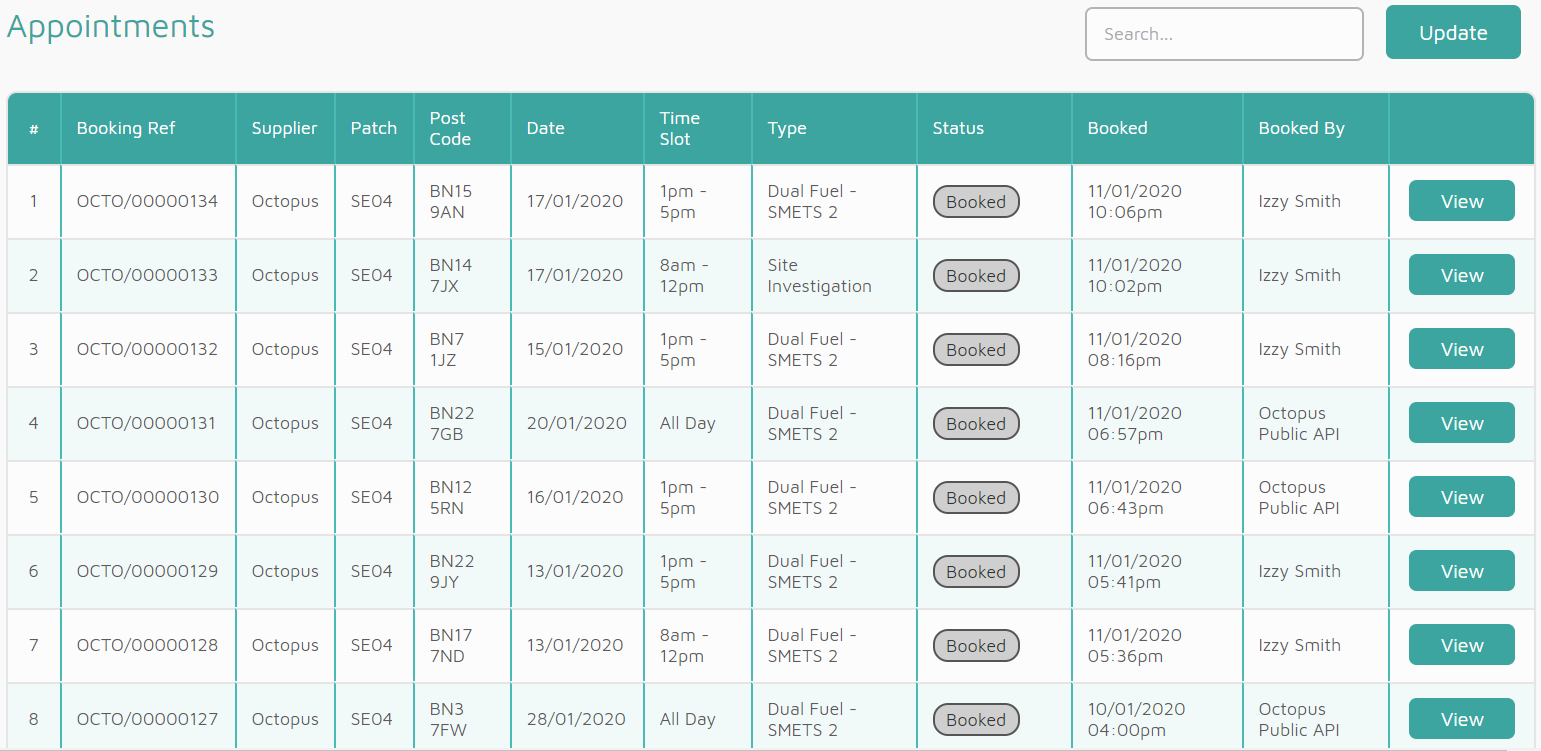 Appointments
Search...
Update
# Booking Ref Supplier Patch Post Code Date Time Slot Type Status Booked Booked By
1 OCTO/00000134 Octopus SE04 BN15 9AN 17/01/2020 1pm - 5pm Dual Fuel - SMETS 2 Booked 11/01/2020 10:06pm Izzy Smith View
2 OCTO/00000133 Octopus SE04 BN14 7JX 17/01/2020 8am - 12pm Site Investigation Booked 11/01/2020 10:02pm Izzy Smith View
3 OCTO/00000132 Octopus SE04 BN7 1JZ 15/01/2020 1pm - 5pm Dual Fuel - SMETS 2 Booked 11/01/2020 08:16pm Izzy Smith View
4 OCTO/00000131 Octopus SE04 BN22 7GB 20/01/2020 All Day Dual Fuel - SMETS 2 Booked 11/01/2020 06:57pm Octopus Public API View
5 OCTO/00000130 Octopus SE04 BN12 5RN 16/01/2020 1pm - 5pm Dual Fuel - SMETS 2 Booked 11/01/2020 06:43pm Octopus Public API View
6 OCTO/00000129 Octopus SE04 BN22 9JY 13/01/2020 1pm - 5pm Dual Fuel - SMETS 2 Booked 11/01/2020 05:41pm Izzy Smith View
7 OCTO/00000128 Octopus SE04 BN17 7ND 13/01/2020 8am - 12pm Dual Fuel - SMETS 2 Booked 11/01/2020 05:36pm Izzy Smith View
8 OCTO/00000127 Octopus SE04 BN3 7FW 28/01/2020 All Day Dual Fuel - SMETS 2 Booked 10/01/2020 04:00pm Octopus Public API View